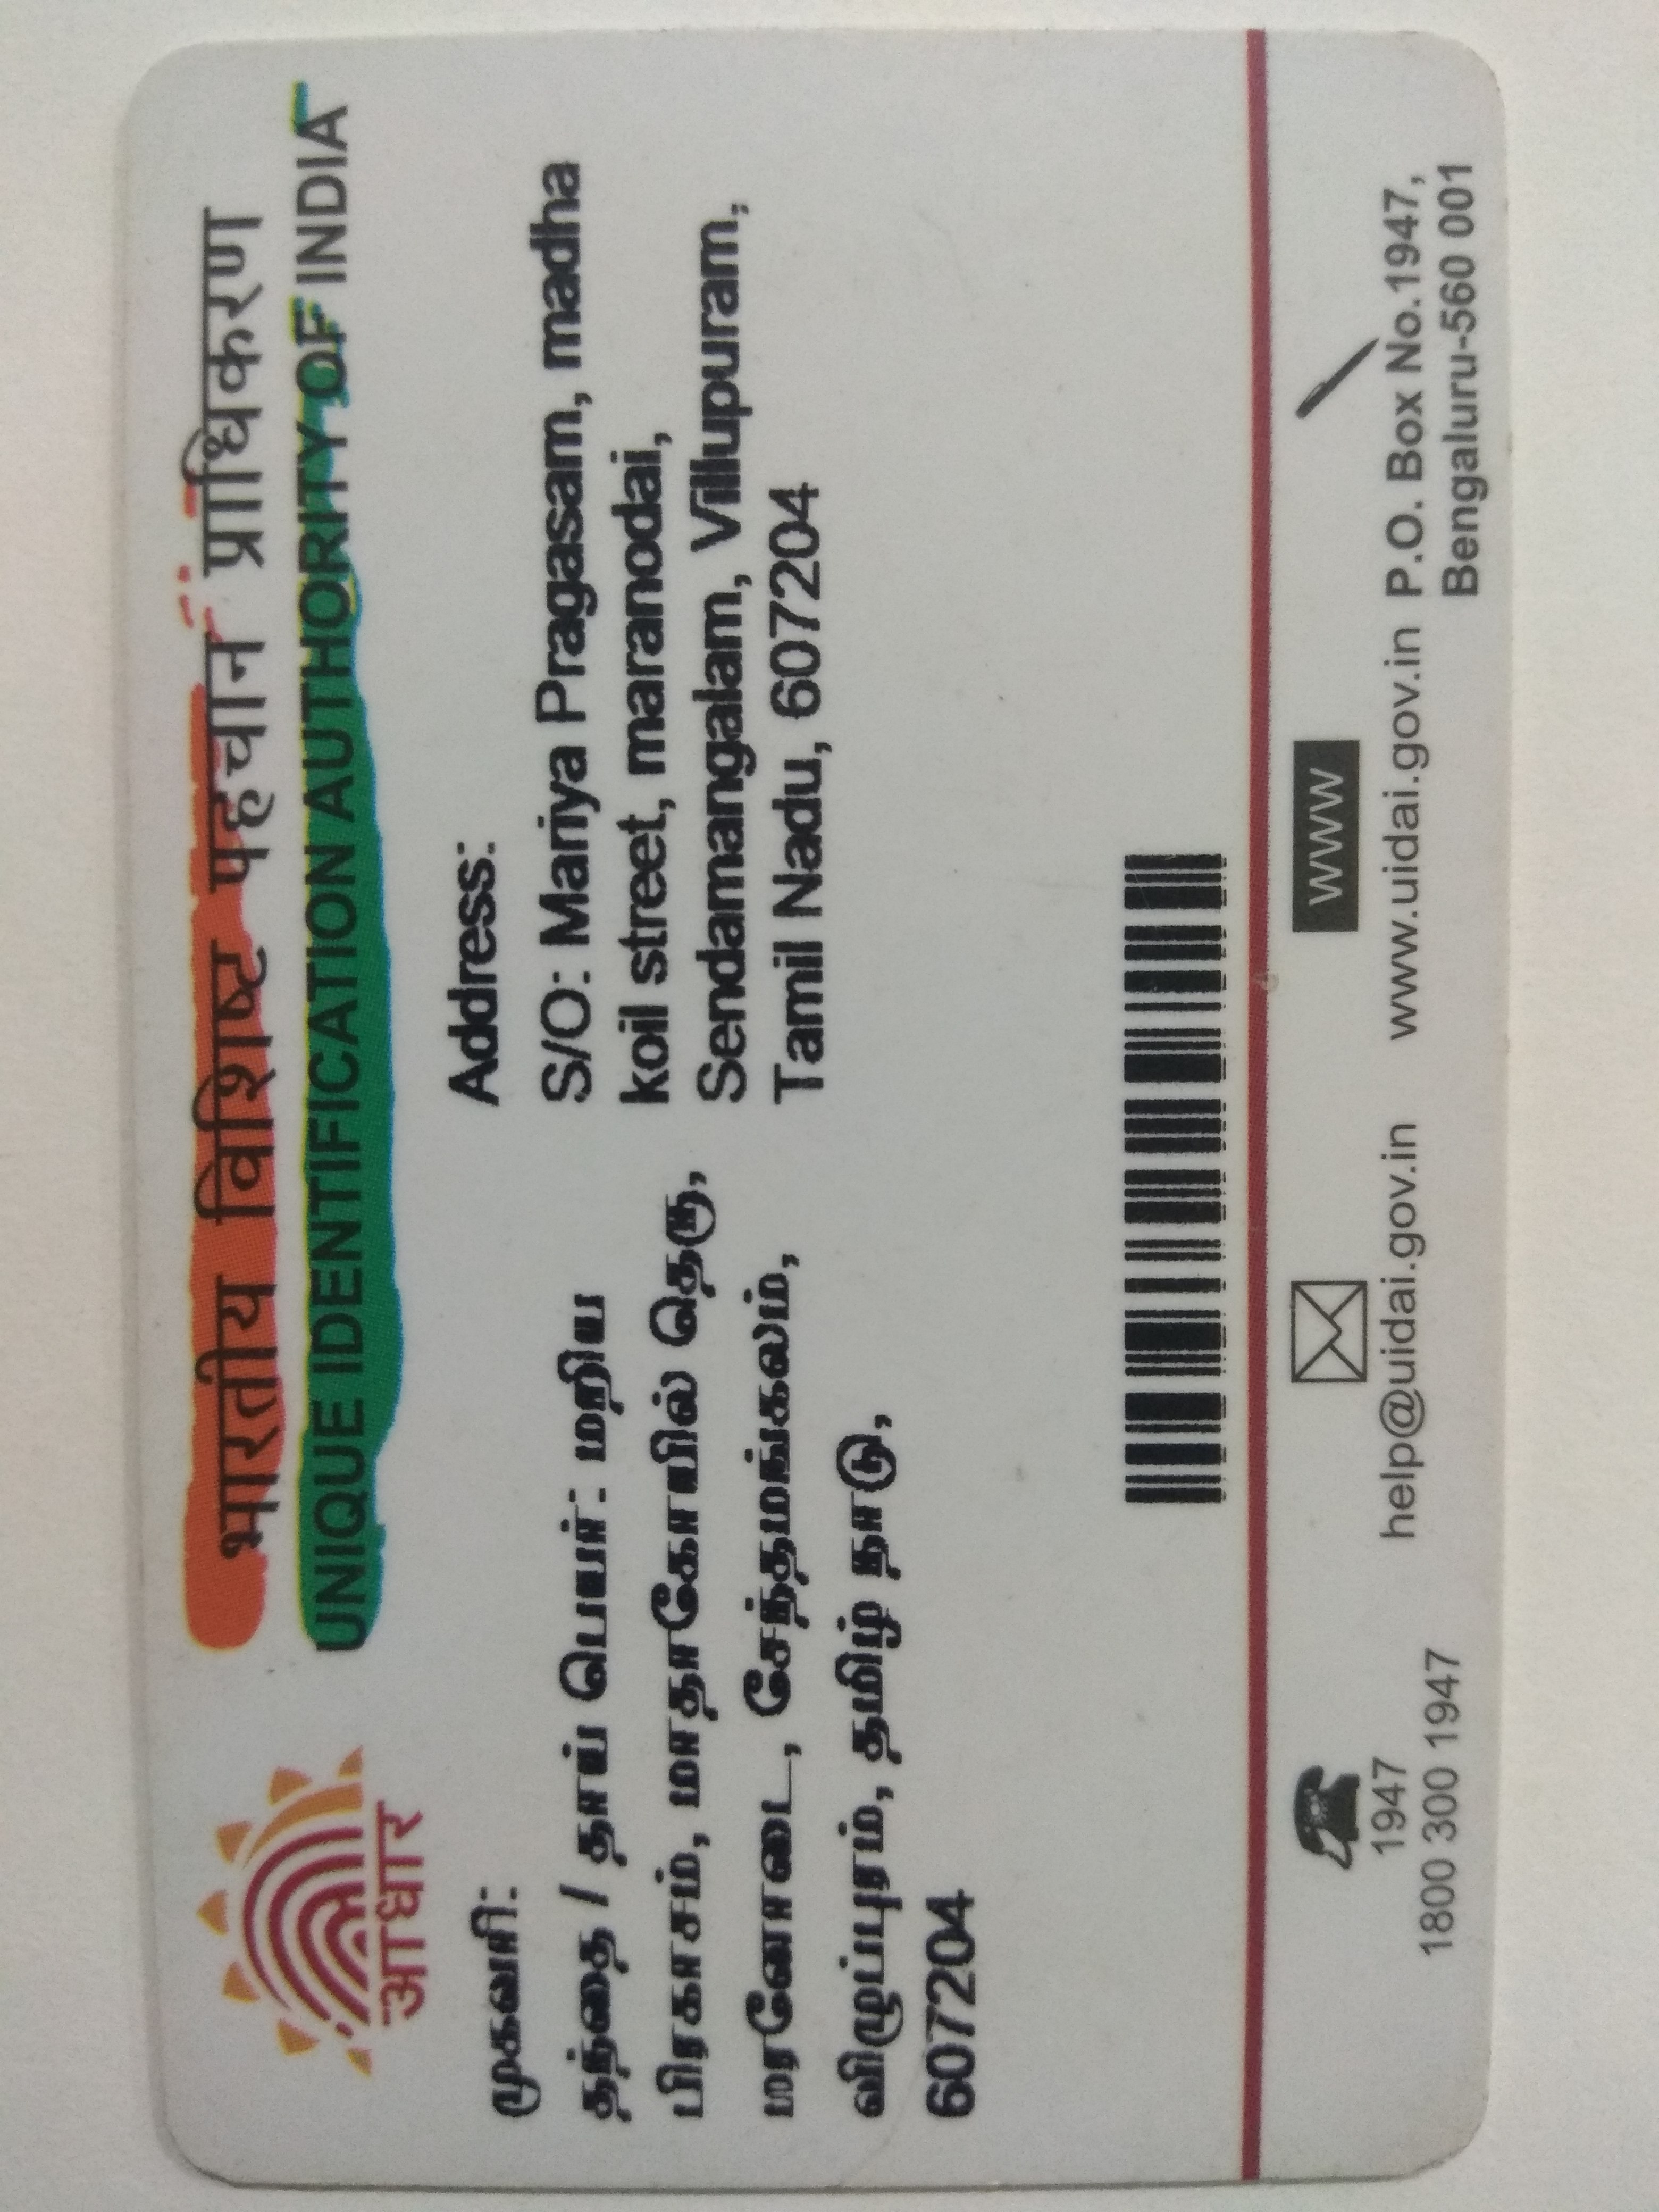 भारतीय विशिष्ट पहचान प्राधिकरण
UNIQUE IDENTIFICATION AUTHORITY OF INDIA
आधार
முகவரி:
தந்தை / தாய் பெயர்: மறிய
பிரகாசம், மாதாகோயில் தெரு,
மரனோடை, சேந்தமங்கலம்,
விழுப்புரம், தமிழ் நாடு,
607204
Address:
S/O: Mariya Pragasam, madha
koil street, maranodai,
Sendamangalam, Villupuram,
Tamil Nadu, 607204
1947
1800 300 1947
help@uidai.gov.in
WWW
www.uidai.gov.in
P.O. Box No.1947,
Bengaluru-560 001